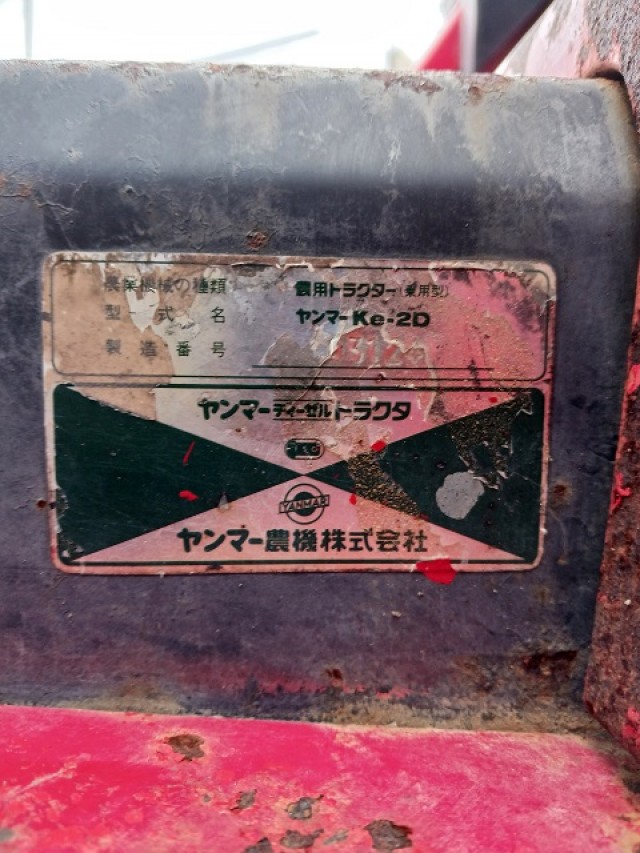 農業機械の種類 農用トラクター(乗用型)
型式名 ヤンマーKe-2D
製造番号
ヤンマーディーゼルトラクタ
YANMAR
ヤンマー農機株式会社